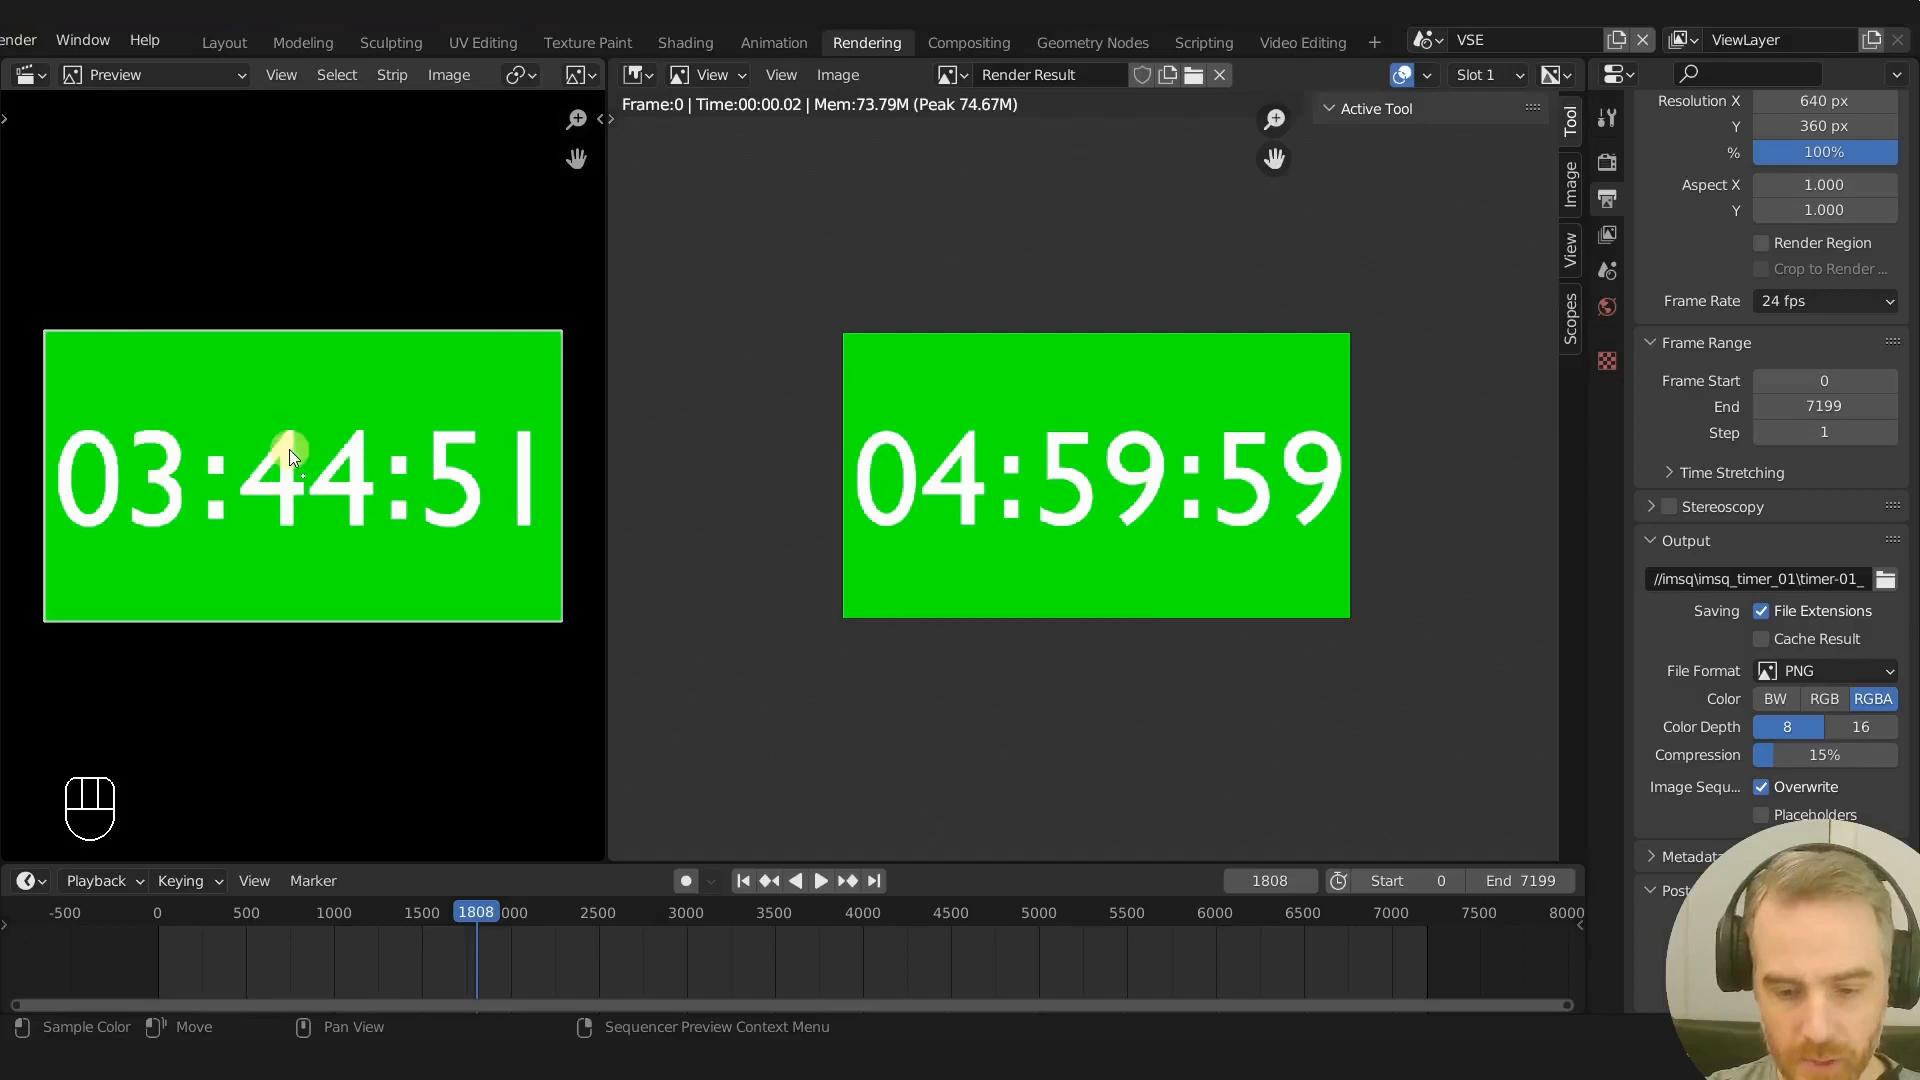 ender Window Help Layout Modeling Sculpting UV Editing Texture Paint Shading Animation Rendering Compositing Geometry Nodes Scripting Video Editing + VSE ViewLayer
Preview View Select Strip Image View View Image Render Result Slot 1
Frame:0 | Time:00:00.02 | Mem:73.79M (Peak 74.67M)
Active Tool
Tool
Image
View
Scopes
03:44:51
04:59:59
Resolution X 640 px
Y 360 px
% 100%
Aspect X 1.000
Y 1.000
Render Region
Crop to Render ...
Frame Rate 24 fps
Frame Range
Frame Start 0
End 7199
Step 1
Time Stretching
Stereoscopy
Output
//imsq\imsq_timer_01\timer-01_
Saving File Extensions
Cache Result
File Format PNG
Color BW RGB RGBA
Color Depth 8 16
Compression 15%
Image Sequ... Overwrite
Placeholders
Metadata
Post
Playback Keying View Marker 1808 Start 0 End 7199
-500 0 500 1000 1500 1808 000 2500 3000 3500 4000 4500 5000 5500 6000 6500 7000 7500 8000
Sample Color Move Pan View Sequencer Preview Context Menu